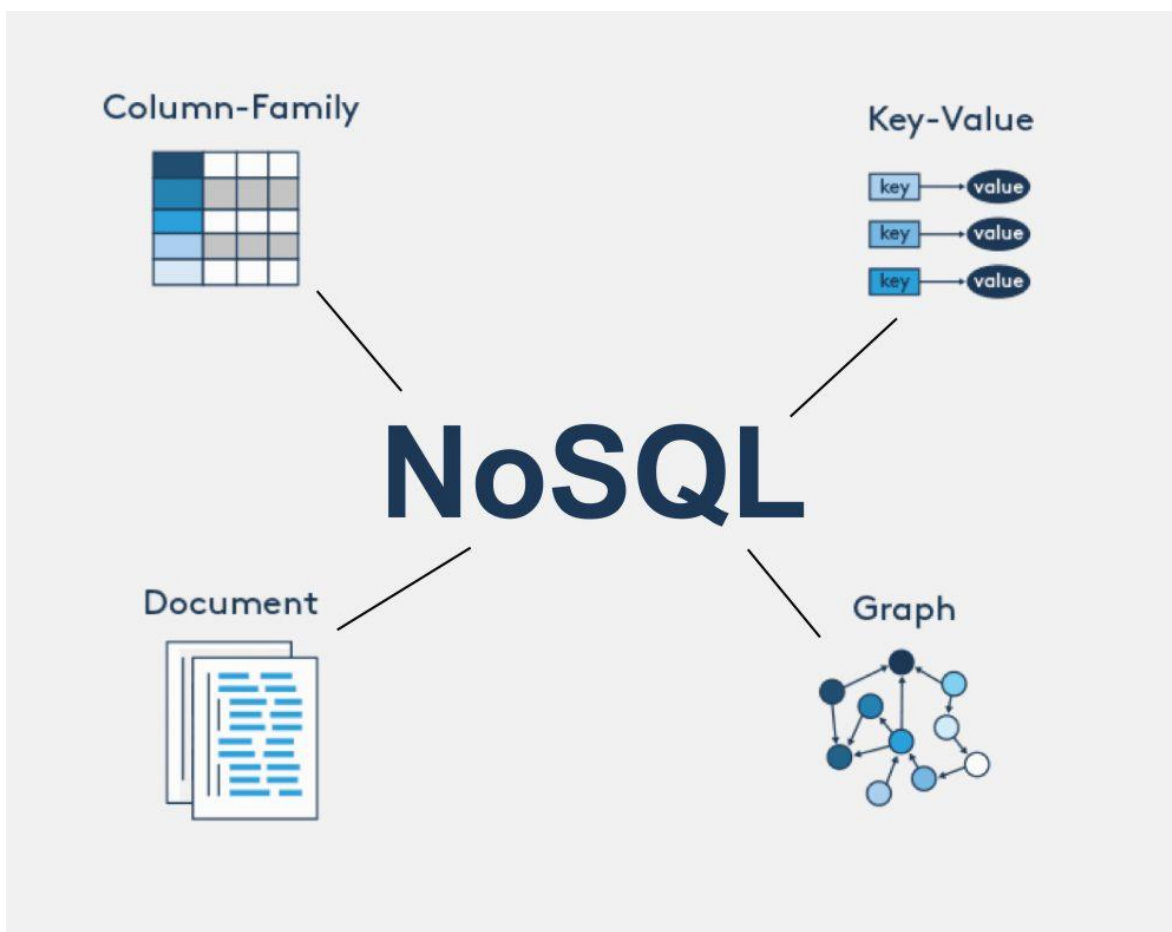 Column-Family
Key-Value
key value
key value
key value
NoSQL
Document
Graph